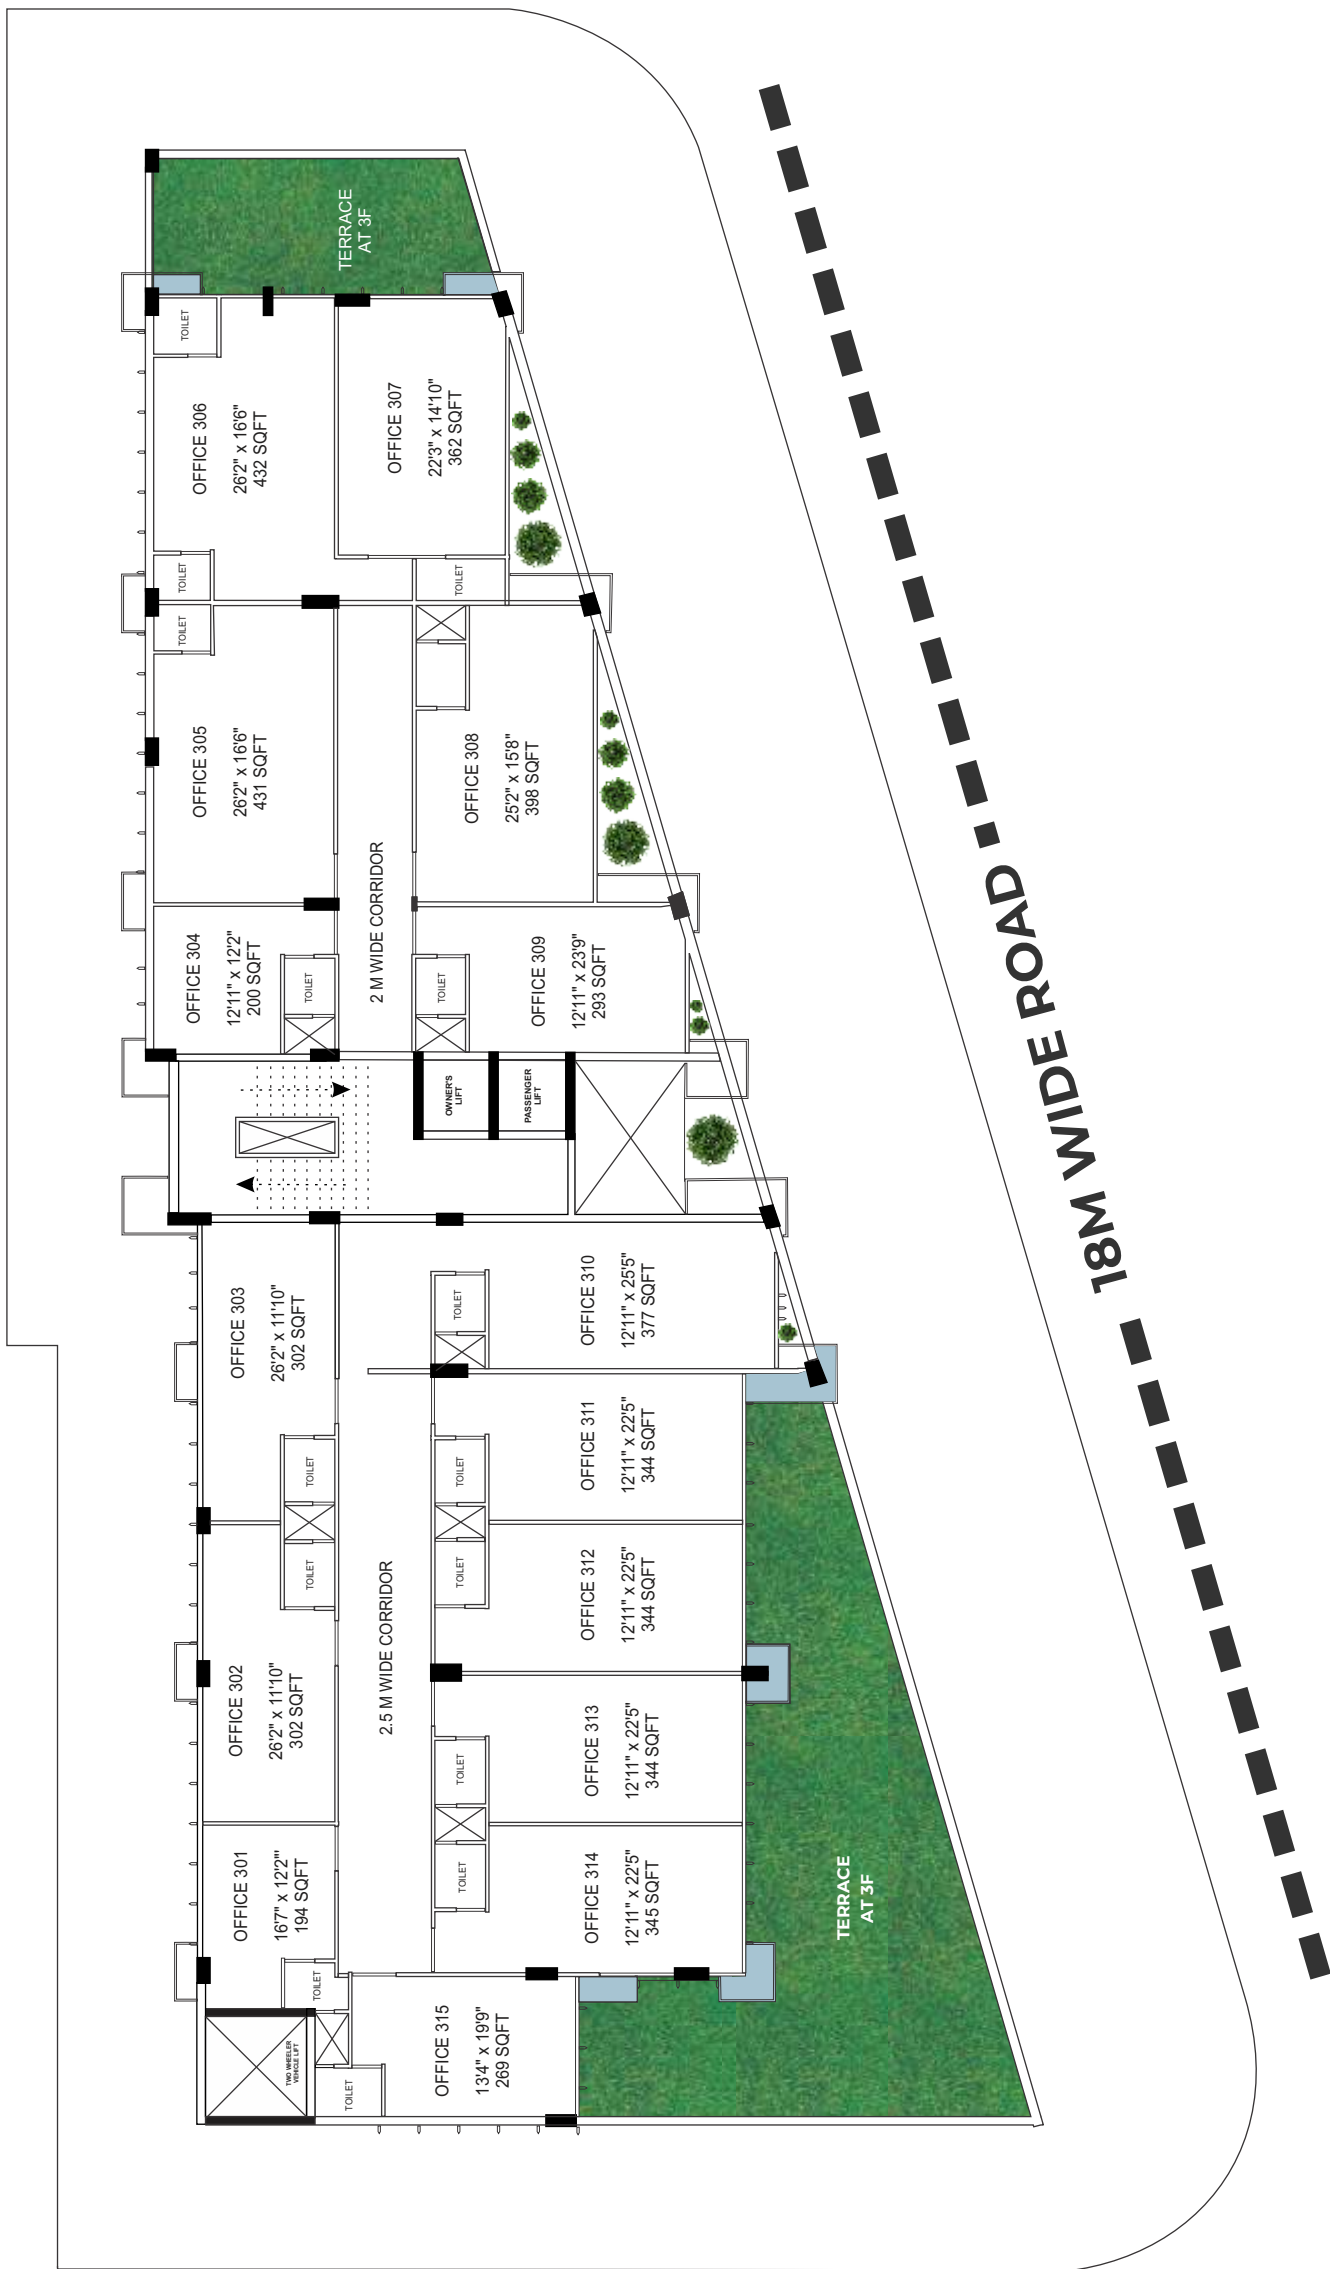 TERRACE
AT 3F
TOILET
OFFICE 306
26'2" x 16'6"
432 SQFT
OFFICE 307
22'3" x 14'10"
362 SQFT
TOILET
TOILET
TOILET
OFFICE 305
26'2" x 16'6"
431 SQFT
OFFICE 308
25'2" x 15'8"
398 SQFT
2 M WIDE CORRIDOR
OFFICE 304
12'11" x 12'2"
200 SQFT
TOILET
TOILET
OFFICE 309
12'11" x 23'9"
293 SQFT
OWNER'S
LIFT
PASSENGER
LIFT
18M WIDE ROAD
OFFICE 303
26'2" x 11'10"
302 SQFT
TOILET
TOILET
OFFICE 310
12'11" x 25'5"
377 SQFT
TOILET
OFFICE 311
12'11" x 22'5"
344 SQFT
TOILET
TOILET
OFFICE 312
12'11" x 22'5"
344 SQFT
OFFICE 302
26'2" x 11'10"
302 SQFT
2.5 M WIDE CORRIDOR
TOILET
OFFICE 313
12'11" x 22'5"
344 SQFT
OFFICE 301
16'7" x 12'2"'
194 SQFT
TOILET
TOILET
OFFICE 314
12'11" x 22'5"
345 SQFT
TERRACE
AT 3F
TWO WHEELER
VEHICLE LIFT
TOILET
OFFICE 315
13'4" x 19'9"
269 SQFT